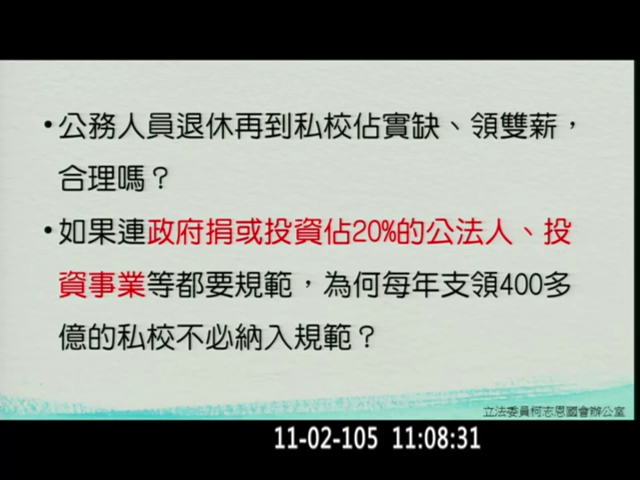 •公務人員退休再到私校佔實缺、領雙薪，
合理嗎？
•如果連政府捐或投資佔20%的公法人、投
資事業等都要規範，為何每年支領400多
億的私校不必納入規範？
立法委員柯志恩國會辦公室
11-02-105 11:08:31